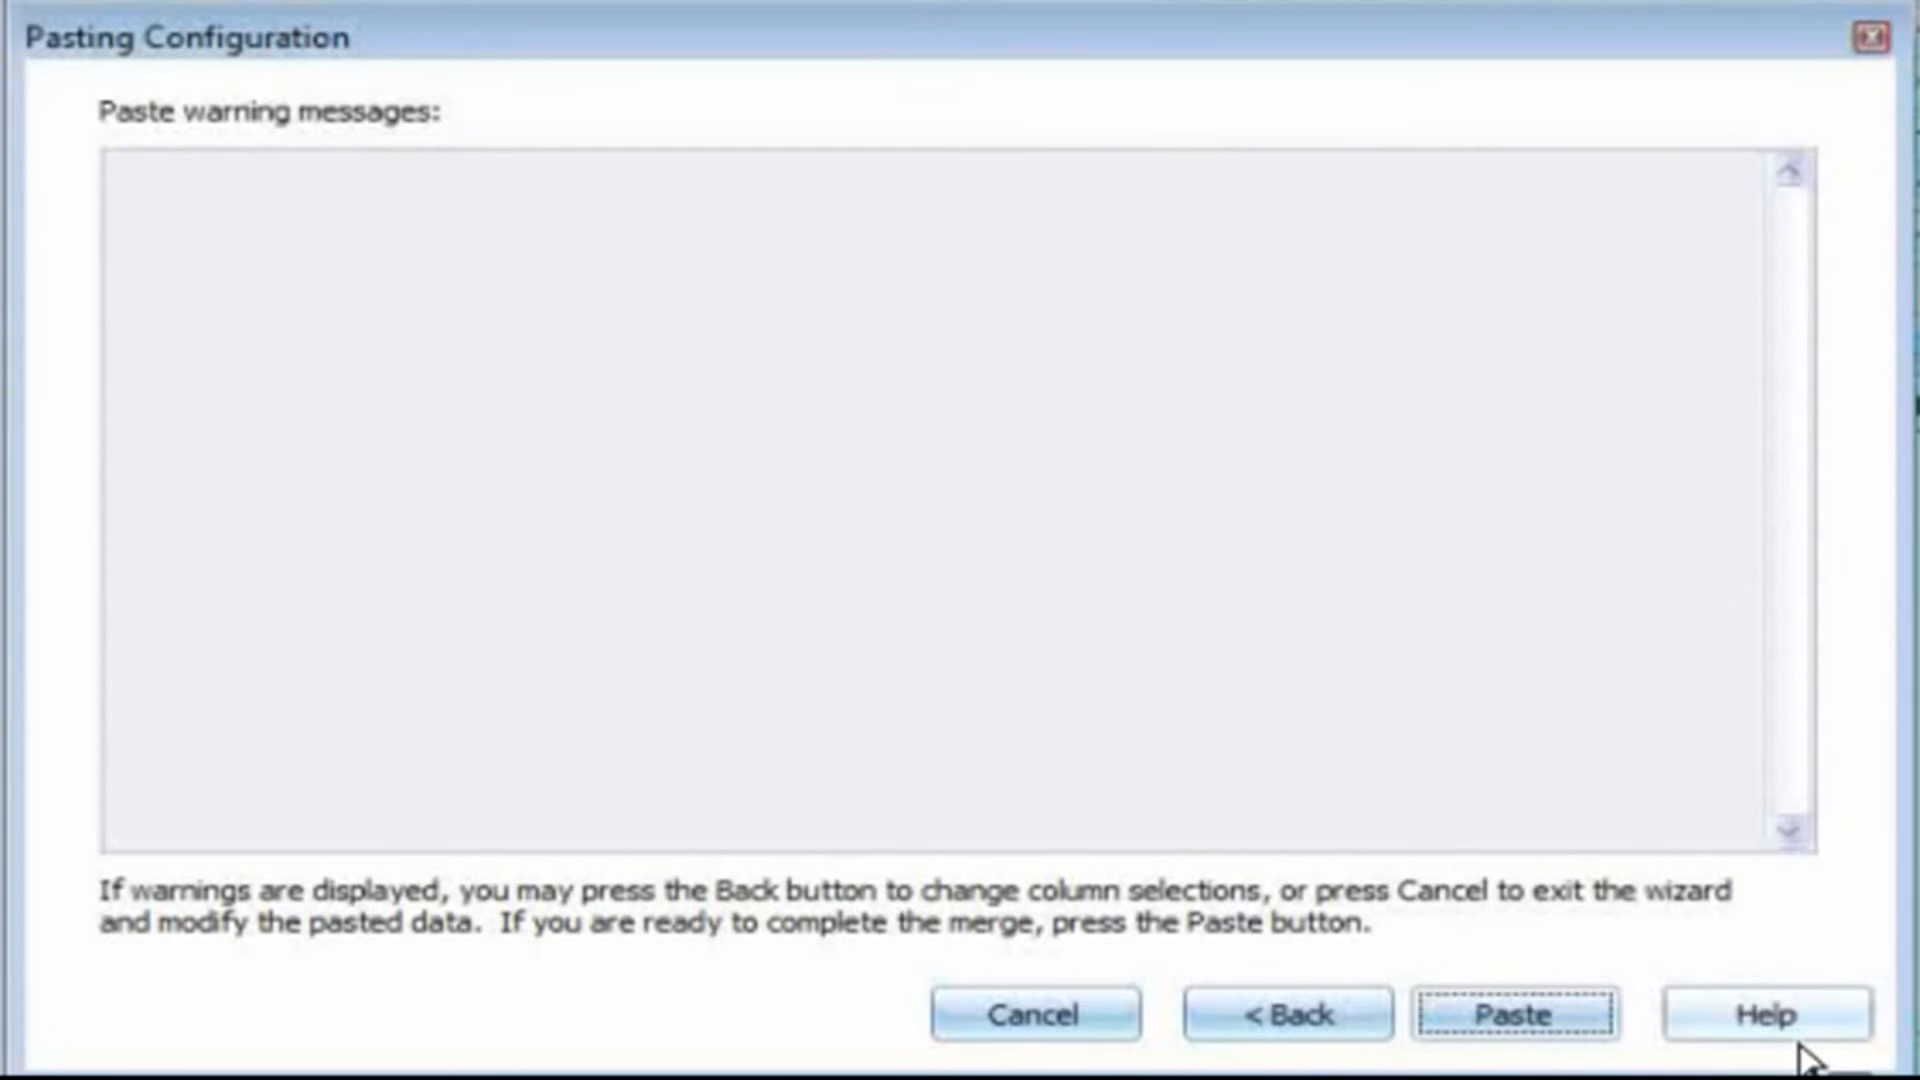 Pasting Configuration
Paste warning messages:
If warnings are displayed, you may press the Back button to change column selections, or press Cancel to exit the wizard
and modify the pasted data.  If you are ready to complete the merge, press the Paste button.
Cancel
< Back
Paste
Help